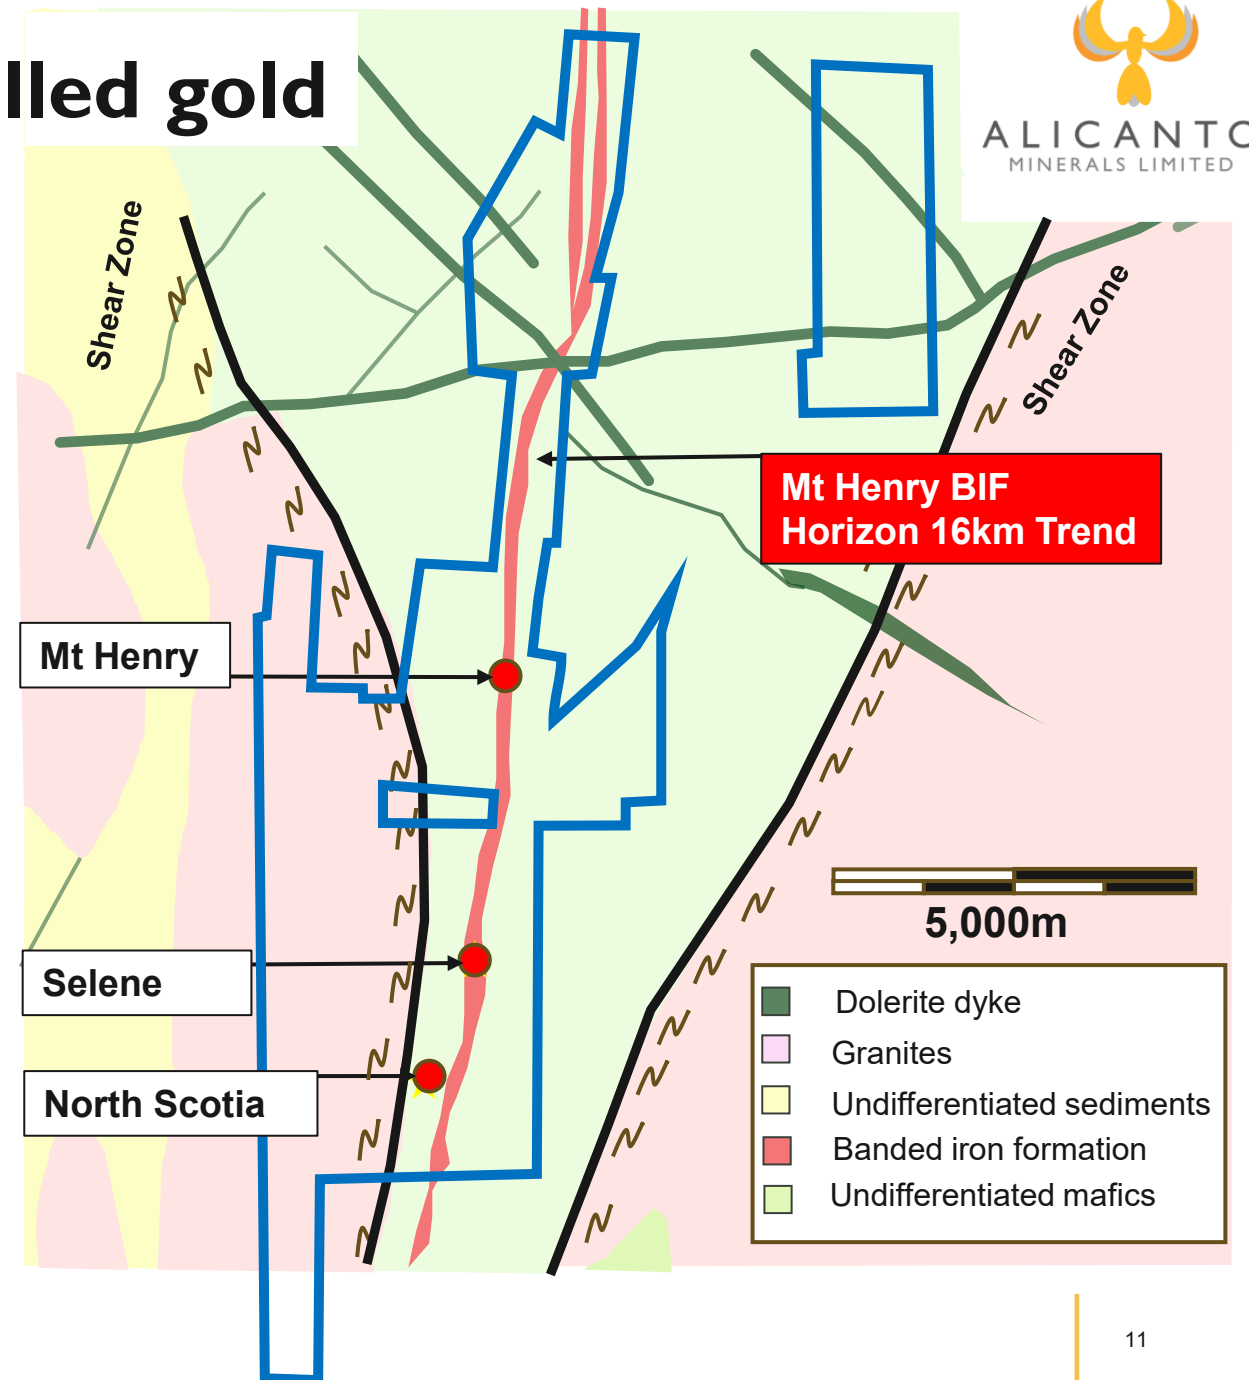 lled gold
ALICANTO
MINERALS LIMITED
Shear Zone
Shear Zone
Mt Henry BIF
Horizon 16km Trend
Mt Henry
5,000m
Selene
North Scotia
Dolerite dyke
Granites
Undifferentiated sediments
Banded iron formation
Undifferentiated mafics
11